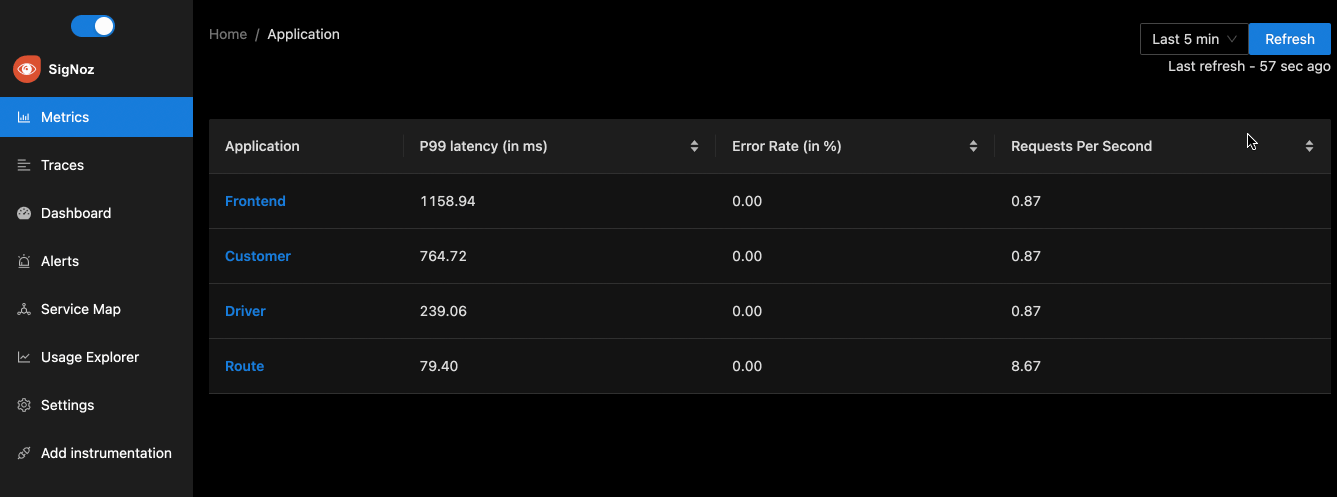 SigNoz
Metrics
Traces
Dashboard
Alerts
Service Map
Usage Explorer
Settings
Add instrumentation
Home / Application
Last 5 min Refresh
Last refresh - 57 sec ago
Application P99 latency (in ms) Error Rate (in %) Requests Per Second
Frontend 1158.94 0.00 0.87
Customer 764.72 0.00 0.87
Driver 239.06 0.00 0.87
Route 79.40 0.00 8.67